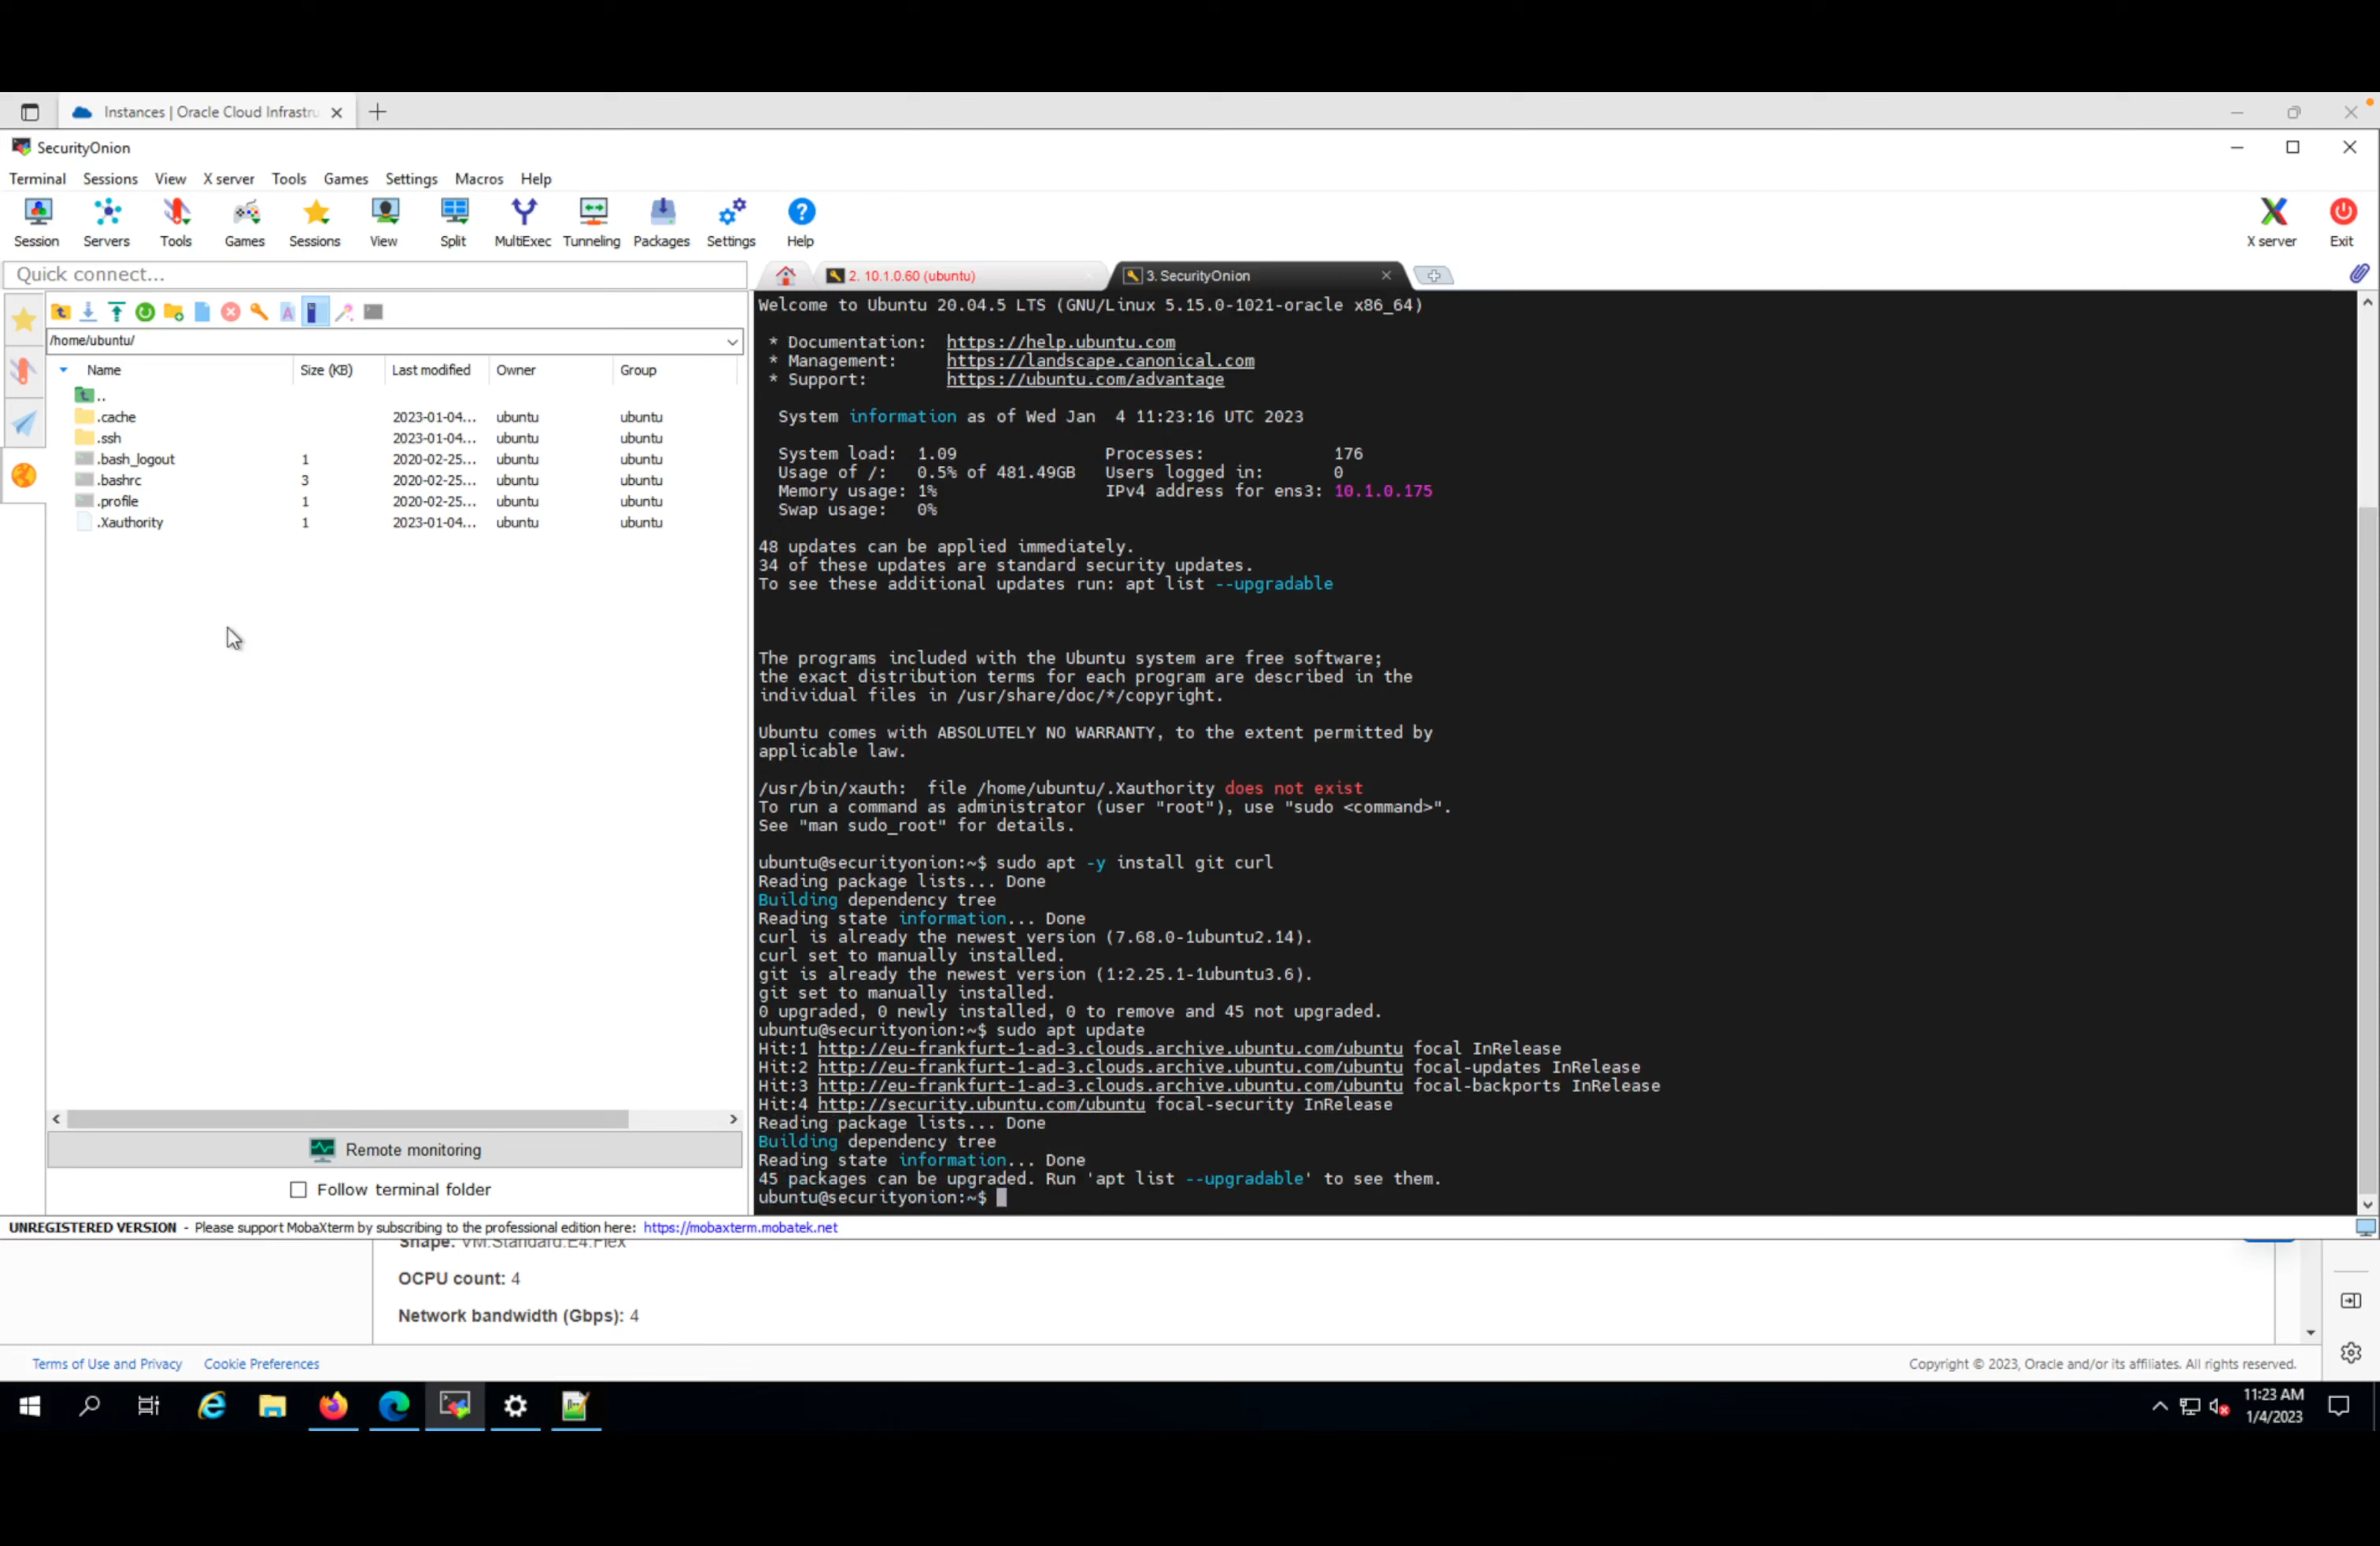 Instances | Oracle Cloud Infrastru
SecurityOnion
Terminal Sessions View X server Tools Games Settings Macros Help
Session Servers Tools Games Sessions View Split MultiExec Tunneling Packages Settings Help X server Exit
Quick connect...
2. 10.1.0.60 (ubuntu) 3. SecurityOnion
/home/ubuntu/
Name Size (KB) Last modified Owner Group
..
.cache 2023-01-04... ubuntu ubuntu
.ssh 2023-01-04... ubuntu ubuntu
.bash_logout 1 2020-02-25... ubuntu ubuntu
.bashrc 3 2020-02-25... ubuntu ubuntu
.profile 1 2020-02-25... ubuntu ubuntu
.Xauthority 1 2023-01-04... ubuntu ubuntu
Remote monitoring
Follow terminal folder
Welcome to Ubuntu 20.04.5 LTS (GNU/Linux 5.15.0-1021-oracle x86_64)
* Documentation: https://help.ubuntu.com
* Management: https://landscape.canonical.com
* Support: https://ubuntu.com/advantage
System information as of Wed Jan 4 11:23:16 UTC 2023
System load: 1.09 Processes: 176
Usage of /: 0.5% of 481.49GB Users logged in: 0
Memory usage: 1% IPv4 address for ens3: 10.1.0.175
Swap usage: 0%
48 updates can be applied immediately.
34 of these updates are standard security updates.
To see these additional updates run: apt list --upgradable
The programs included with the Ubuntu system are free software;
the exact distribution terms for each program are described in the
individual files in /usr/share/doc/*/copyright.
Ubuntu comes with ABSOLUTELY NO WARRANTY, to the extent permitted by
applicable law.
/usr/bin/xauth: file /home/ubuntu/.Xauthority does not exist
To run a command as administrator (user "root"), use "sudo <command>".
See "man sudo_root" for details.
ubuntu@securityonion:~$ sudo apt -y install git curl
Reading package lists... Done
Building dependency tree
Reading state information... Done
curl is already the newest version (7.68.0-1ubuntu2.14).
curl set to manually installed.
git is already the newest version (1:2.25.1-1ubuntu3.6).
git set to manually installed.
0 upgraded, 0 newly installed, 0 to remove and 45 not upgraded.
ubuntu@securityonion:~$ sudo apt update
Hit:1 http://eu-frankfurt-1-ad-3.clouds.archive.ubuntu.com/ubuntu focal InRelease
Hit:2 http://eu-frankfurt-1-ad-3.clouds.archive.ubuntu.com/ubuntu focal-updates InRelease
Hit:3 http://eu-frankfurt-1-ad-3.clouds.archive.ubuntu.com/ubuntu focal-backports InRelease
Hit:4 http://security.ubuntu.com/ubuntu focal-security InRelease
Reading package lists... Done
Building dependency tree
Reading state information... Done
45 packages can be upgraded. Run 'apt list --upgradable' to see them.
ubuntu@securityonion:~$
UNREGISTERED VERSION - Please support MobaXterm by subscribing to the professional edition here: https://mobaxterm.mobatek.net
Shape: VM.Standard.E4.Flex
OCPU count: 4
Network bandwidth (Gbps): 4
Terms of Use and Privacy Cookie Preferences Copyright © 2023, Oracle and/or its affiliates. All rights reserved.
11:23 AM
1/4/2023